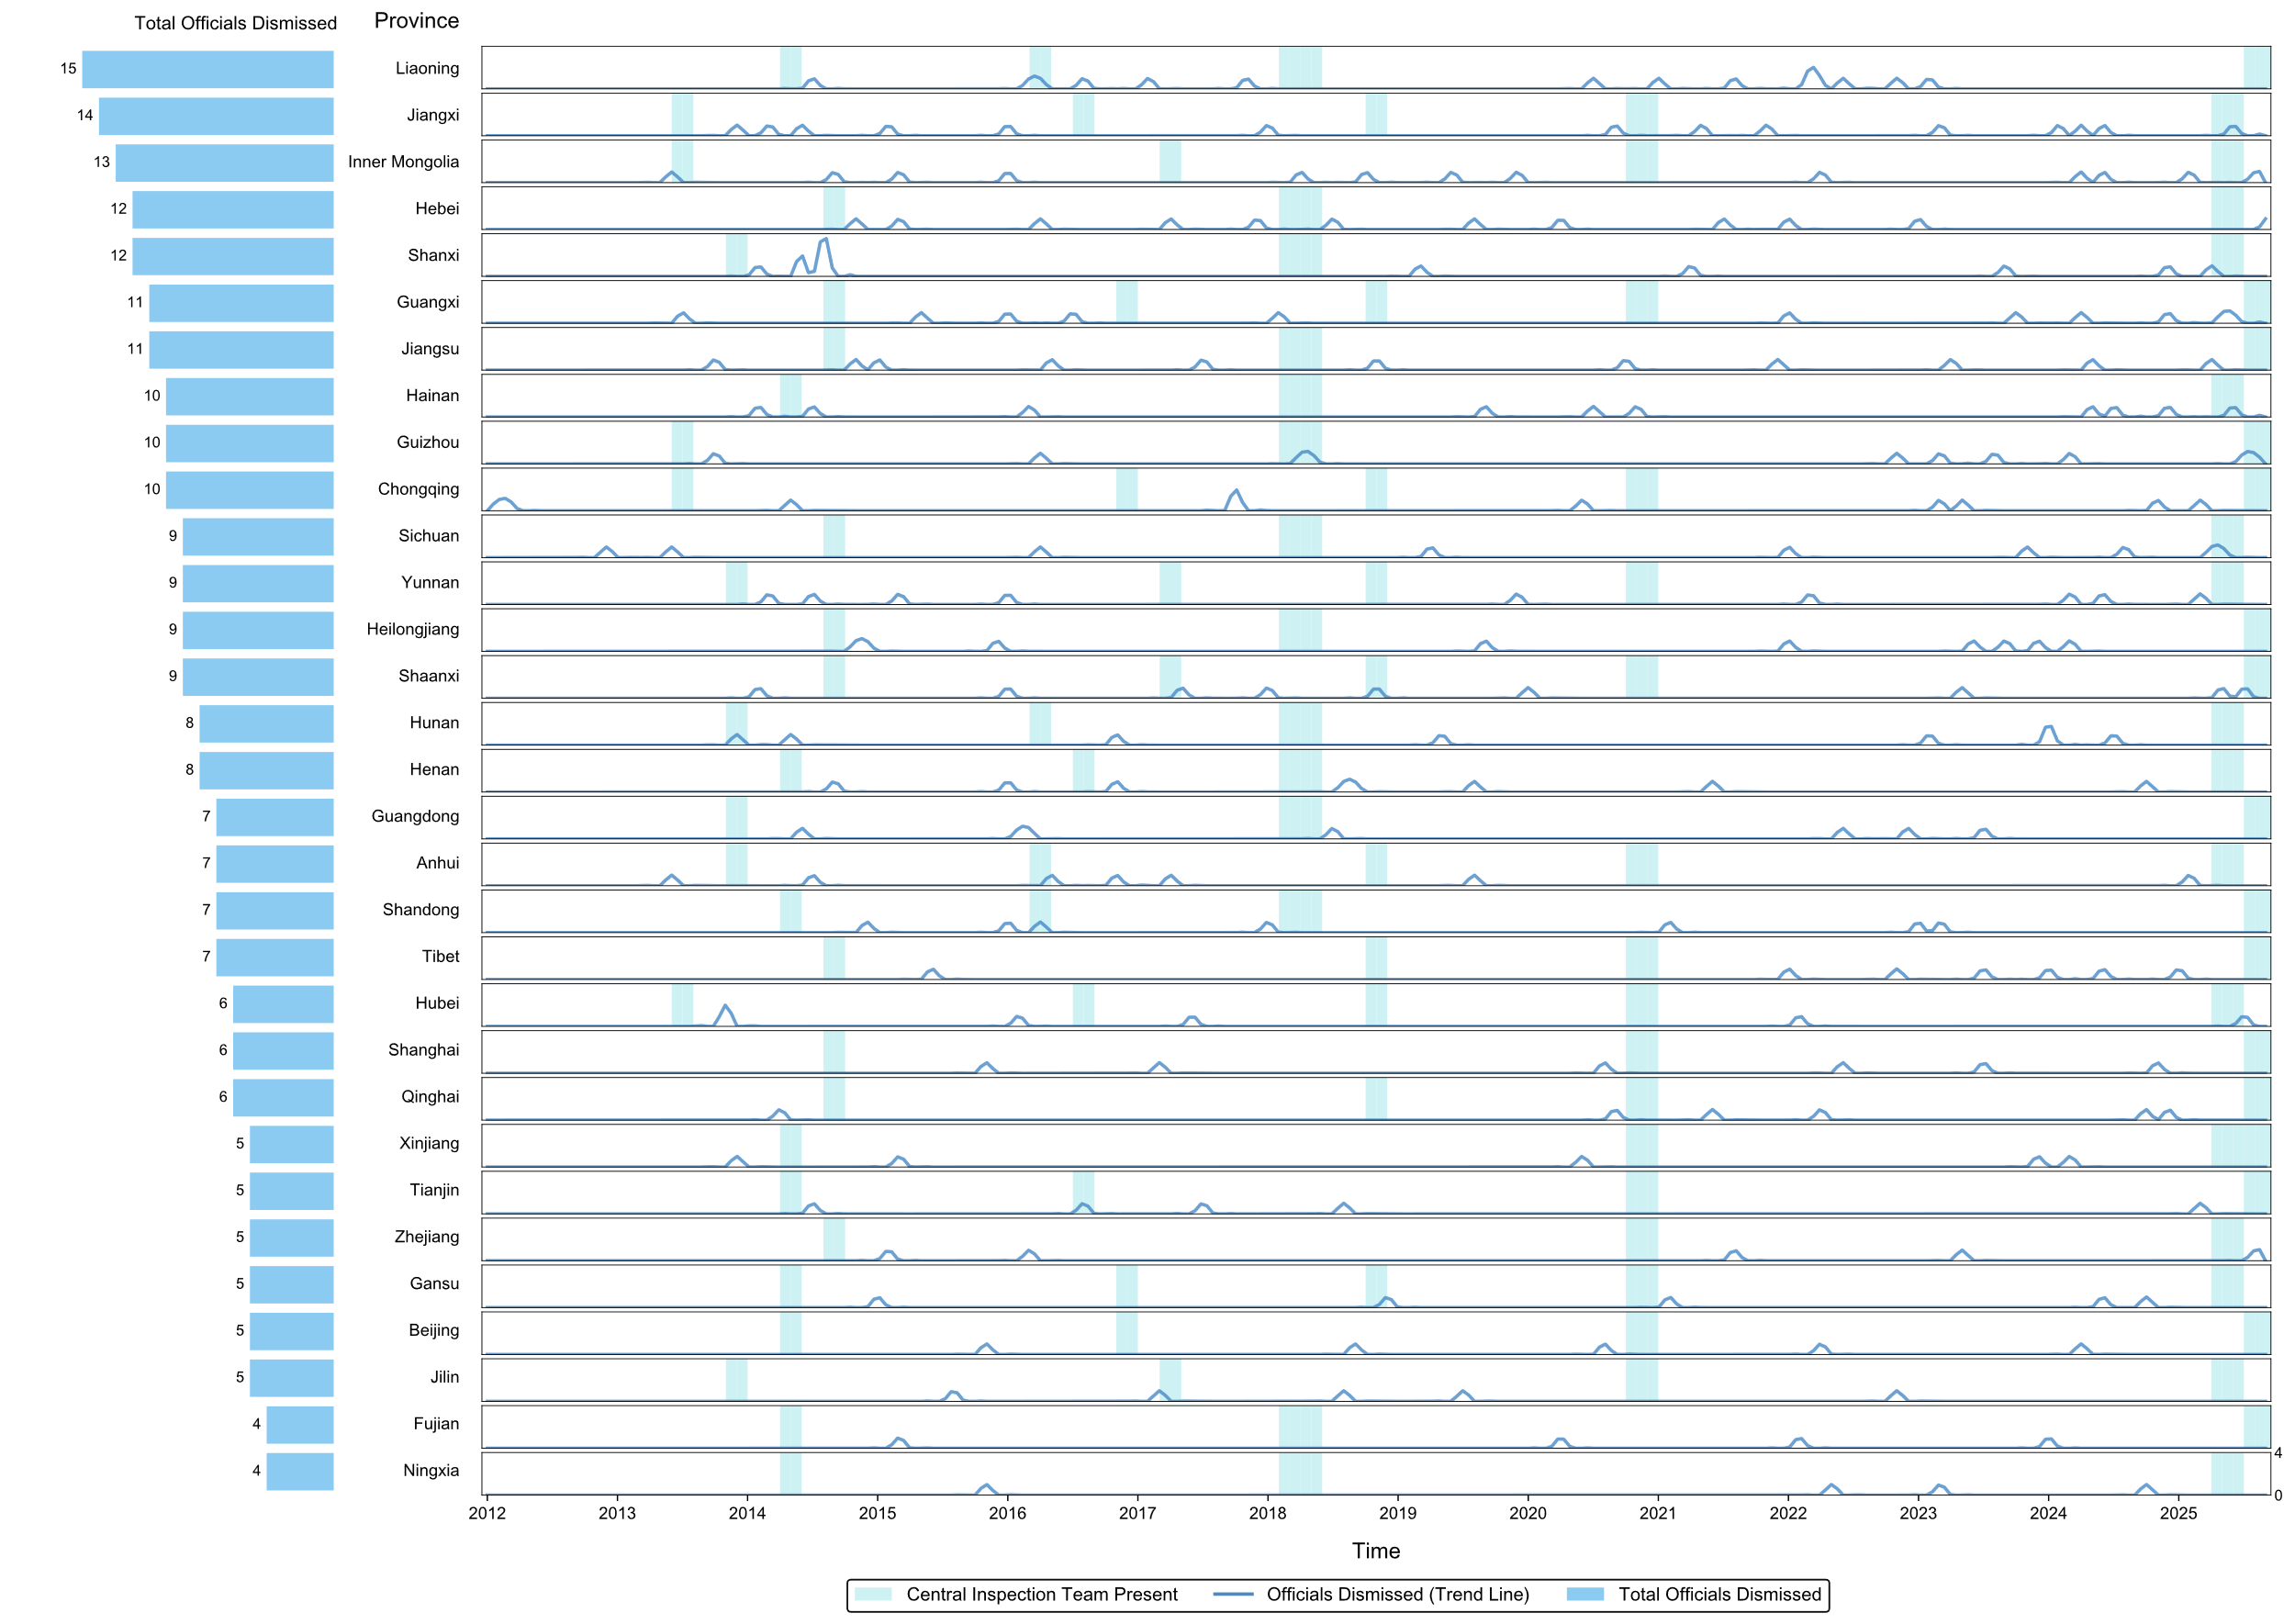 Total Officials Dismissed Province
15 Liaoning
14 Jiangxi
13 Inner Mongolia
12 Hebei
12 Shanxi
11 Guangxi
11 Jiangsu
10 Hainan
10 Guizhou
10 Chongqing
9 Sichuan
9 Yunnan
9 Heilongjiang
9 Shaanxi
8 Hunan
8 Henan
7 Guangdong
7 Anhui
7 Shandong
7 Tibet
6 Hubei
6 Shanghai
6 Qinghai
5 Xinjiang
5 Tianjin
5 Zhejiang
5 Gansu
5 Beijing
5 Jilin
4 Fujian
4
4 Ningxia
0
2012 2013 2014 2015 2016 2017 2018 2019 2020 2021 2022 2023 2024 2025
Time
Central Inspection Team Present Officials Dismissed (Trend Line) Total Officials Dismissed